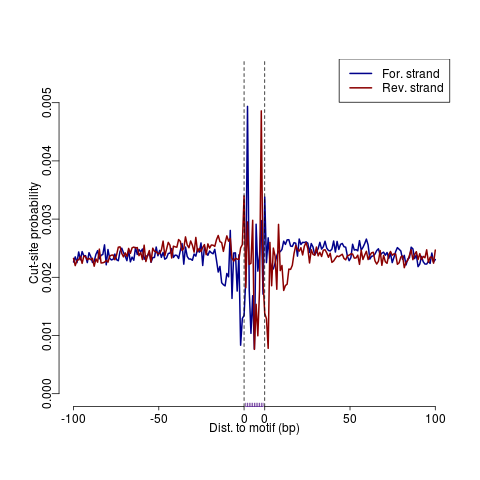 For. strand
Rev. strand
Cut-site probability
0.005
0.004
0.003
0.002
0.001
0.000
-100 -50 0 0 50 100
Dist. to motif (bp)